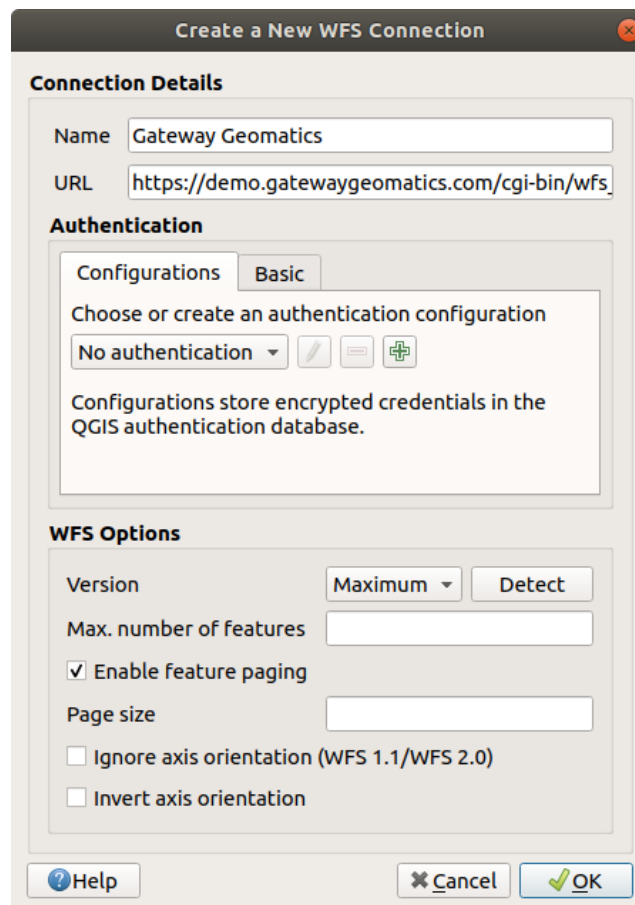 Create a New WFS Connection
Connection Details
Name Gateway Geomatics
URL https://demo.gatewaygeomatics.com/cgi-bin/wfs_
Authentication
Configurations Basic
Choose or create an authentication configuration
No authentication
Configurations store encrypted credentials in the
QGIS authentication database.
WFS Options
Version Maximum Detect
Max. number of features
Enable feature paging
Page size
Ignore axis orientation (WFS 1.1/WFS 2.0)
Invert axis orientation
Help Cancel OK